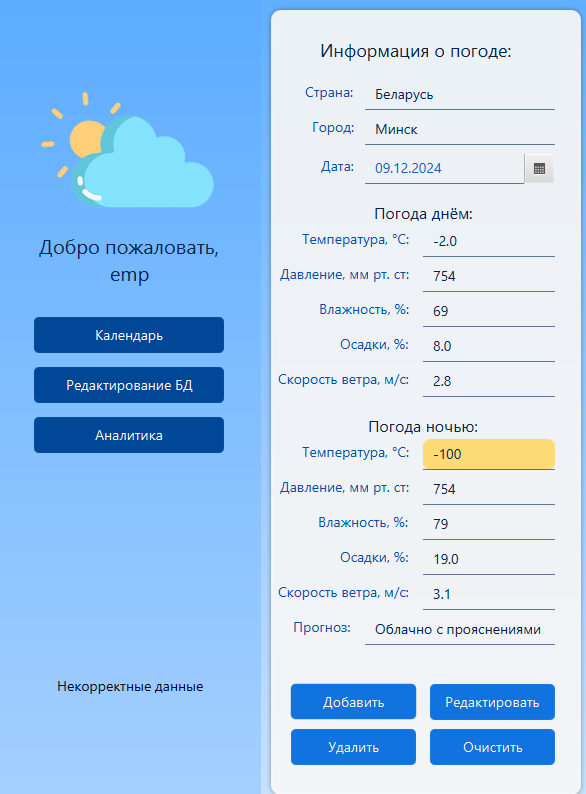 Добро пожаловать,
emp
Календарь
Редактирование БД
Аналитика
Некорректные данные
Информация о погоде:
Страна: Беларусь
Город: Минск
Дата: 09.12.2024
Погода днём:
Температура, °C: -2.0
Давление, мм рт. ст: 754
Влажность, %: 69
Осадки, %: 8.0
Скорость ветра, м/с: 2.8
Погода ночью:
Температура, °C: -100
Давление, мм рт. ст: 754
Влажность, %: 79
Осадки, %: 19.0
Скорость ветра, м/с: 3.1
Прогноз: Облачно с прояснениями
Добавить Редактировать
Удалить Очистить